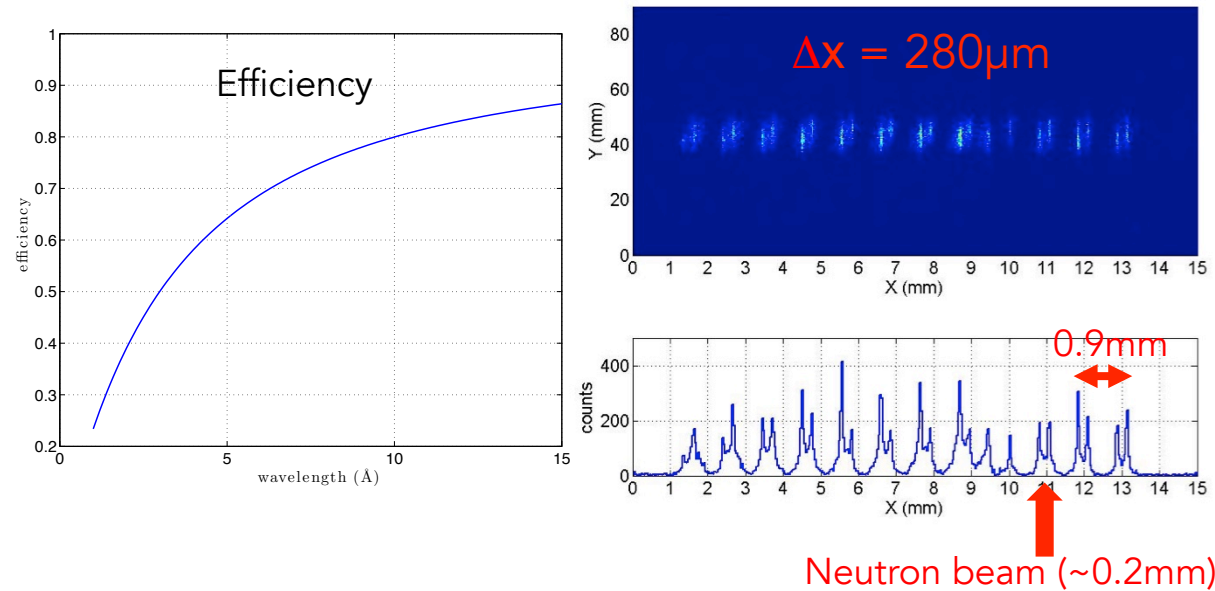 Efficiency
1
0.9
0.8
0.7
0.6
0.5
0.4
0.3
0.2
0
5
10
15
efficiency
wavelength (Å)
Δx = 280µm
80
60
40
20
0
Y (mm)
0 1 2 3 4 5 6 7 8 9 10 11 12 13 14 15
X (mm)
0.9mm
400
200
0
counts
0 1 2 3 4 5 6 7 8 9 10 11 12 13 14 15
X (mm)
Neutron beam (~0.2mm)